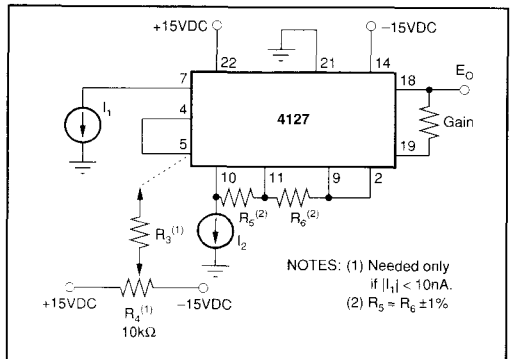 +15VDC
−15VDC
22
21
14
7
18
E_O
I_1
4
4127
Gain
5
19
10
11
9
2
R_5^(2)
R_6^(2)
R_3^(1)
I_2
NOTES: (1) Needed only
if |I_1| < 10nA.
(2) R_5 = R_6 ±1%
+15VDC
−15VDC
R_4^(1)
10kΩ